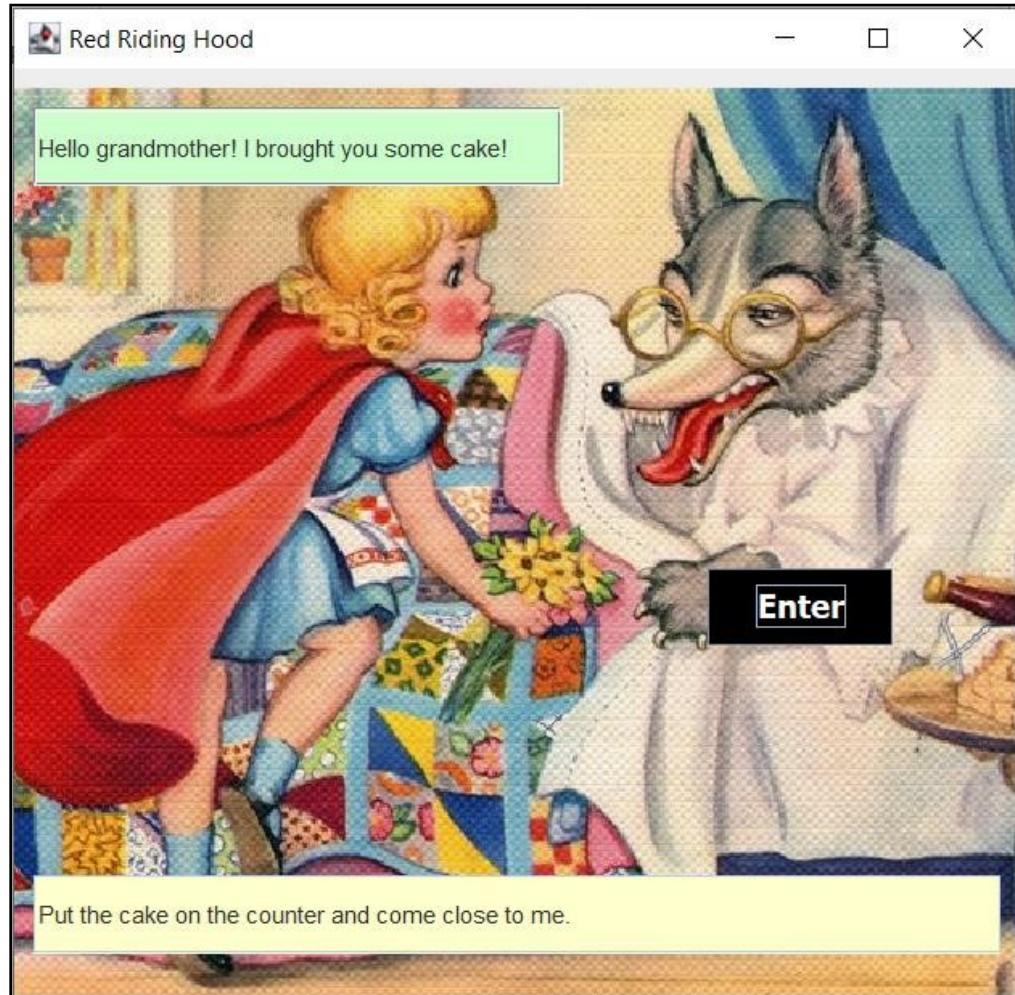 Red Riding Hood
Hello grandmother! I brought you some cake!
Enter
Put the cake on the counter and come close to me.